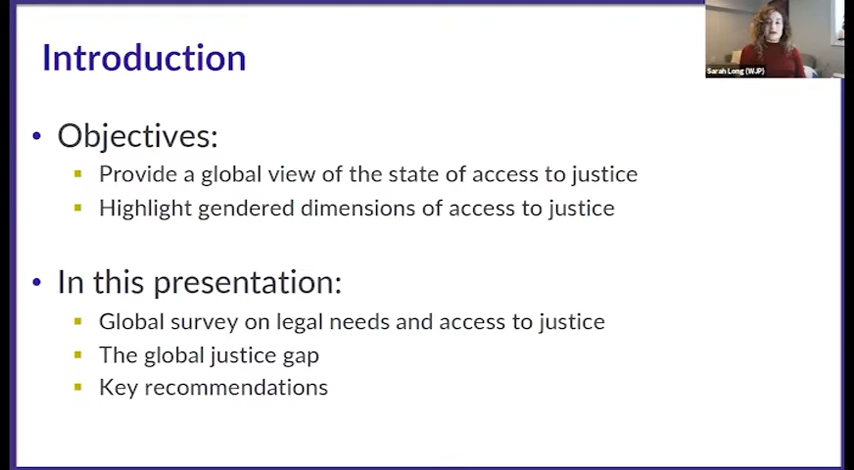 Introduction
Sarah Long (WJP)
Objectives:
Provide a global view of the state of access to justice
Highlight gendered dimensions of access to justice
In this presentation:
Global survey on legal needs and access to justice
The global justice gap
Key recommendations